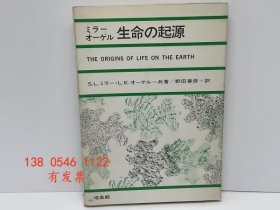 ミラー
オーゲル 生命の起源
THE ORIGINS OF LIFE ON THE EARTH
S.L.ミラー・L.E.オーゲル—共著/野田春彦—訳
138 0546 1122
有发票
培風館